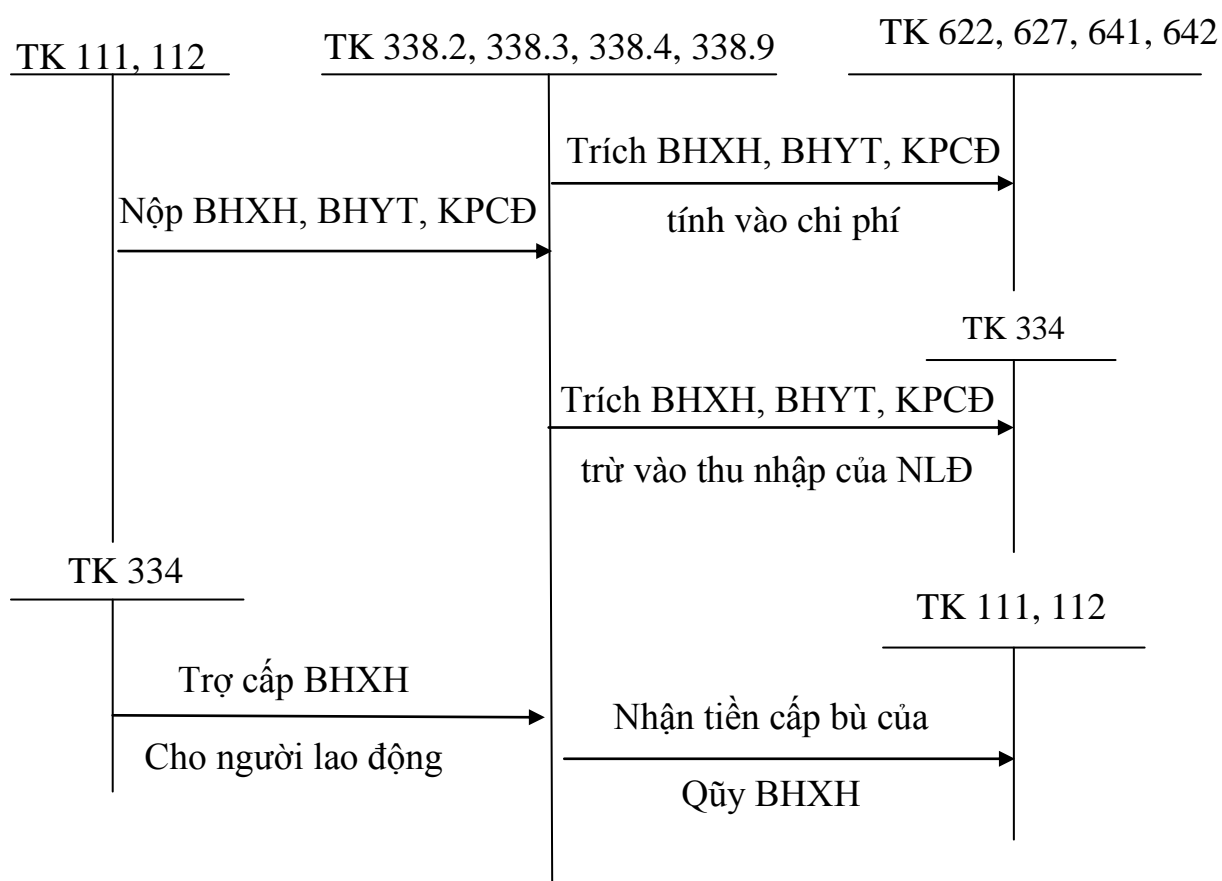 TK 111, 112
TK 338.2, 338.3, 338.4, 338.9
TK 622, 627, 641, 642
Trích BHXH, BHYT, KPCĐ
tính vào chi phí
Nộp BHXH, BHYT, KPCĐ
TK 334
Trích BHXH, BHYT, KPCĐ
trừ vào thu nhập của NLĐ
TK 334
TK 111, 112
Trợ cấp BHXH
Cho người lao động
Nhận tiền cấp bù của
Qũy BHXH